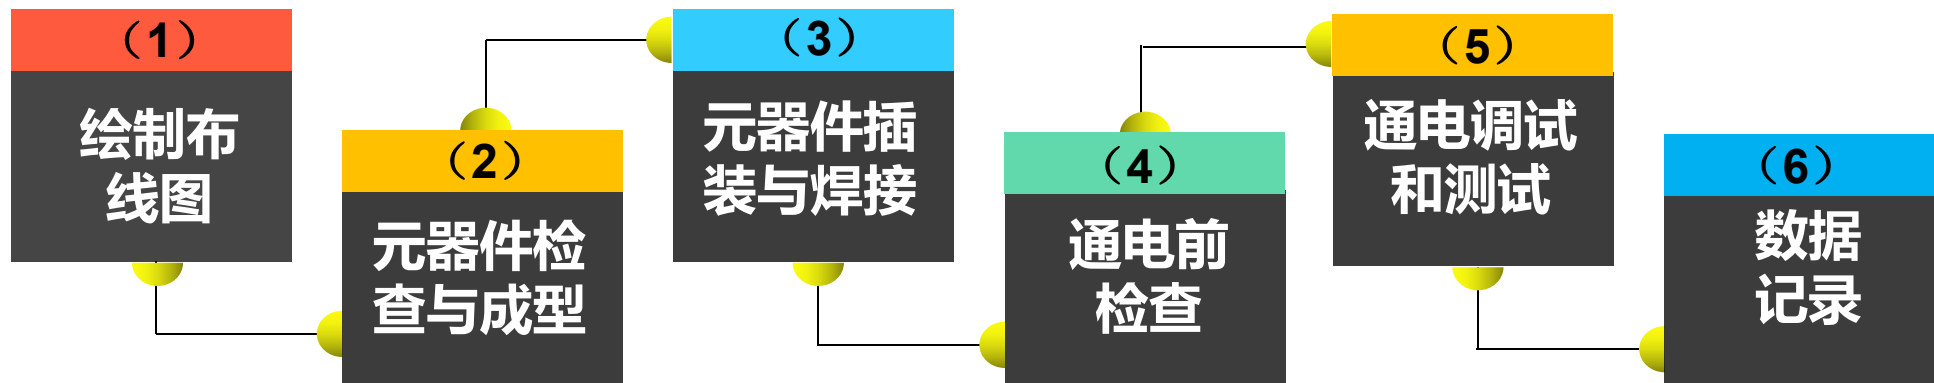 （1）
绘制布
线图
（2）
元器件检
查与成型
（3）
元器件插
装与焊接
（4）
通电前
检查
（5）
通电调试
和测试
（6）
数据
记录